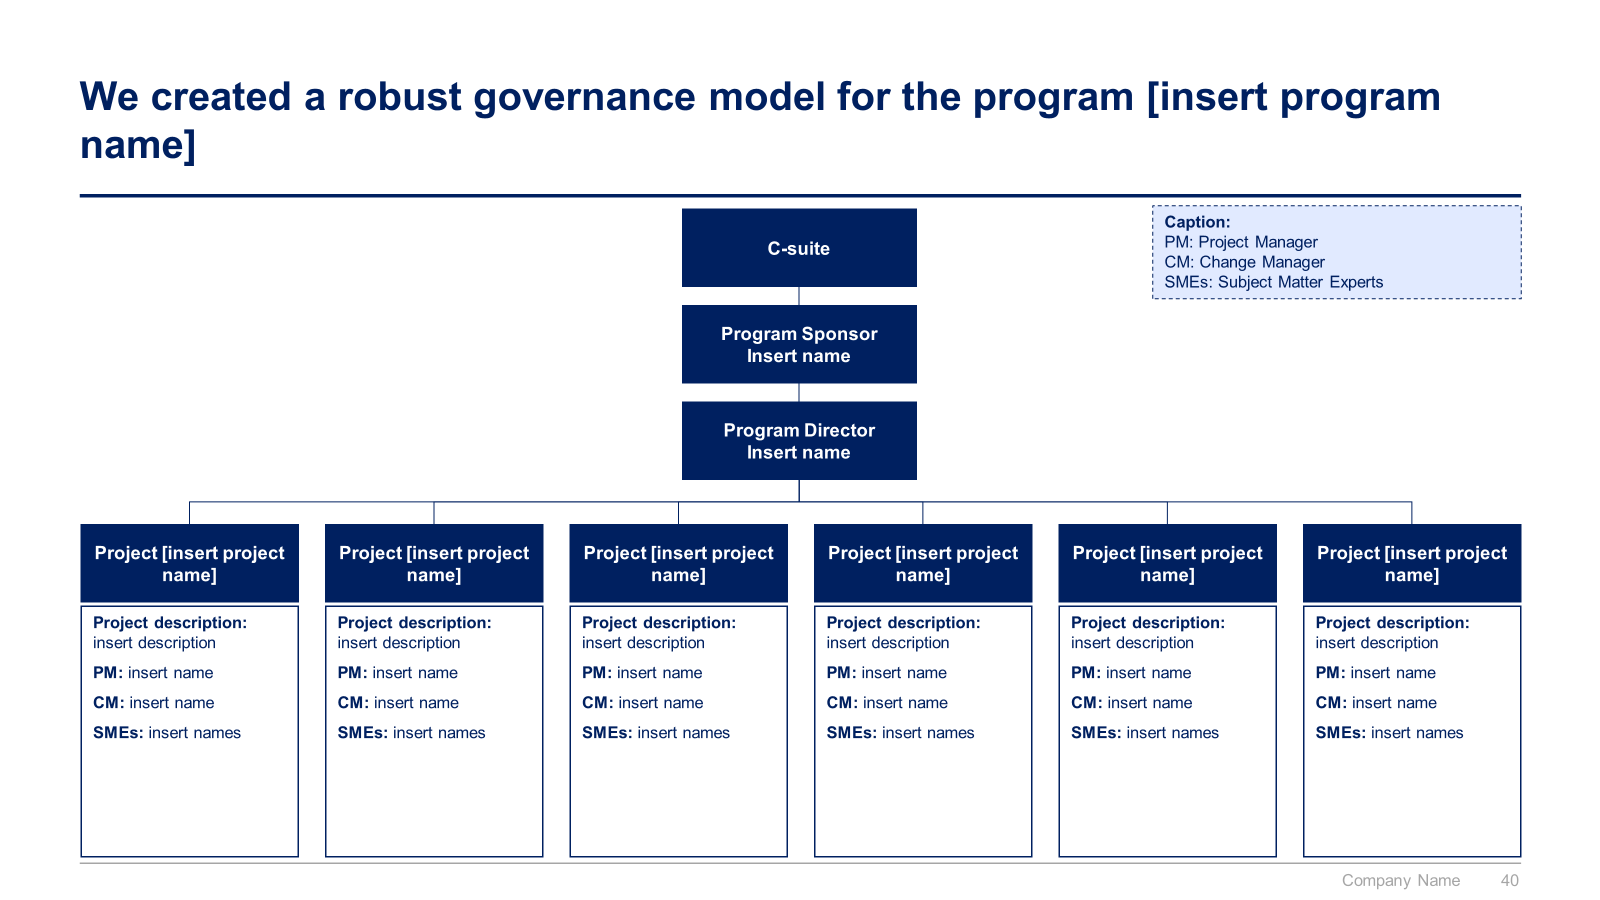 We created a robust governance model for the program [insert program
name]
C-suite
Caption:
PM: Project Manager
CM: Change Manager
SMEs: Subject Matter Experts
Program Sponsor
Insert name
Program Director
Insert name
Project [insert project
name]
Project description:
insert description
PM: insert name
CM: insert name
SMEs: insert names
Project [insert project
name]
Project description:
insert description
PM: insert name
CM: insert name
SMEs: insert names
Project [insert project
name]
Project description:
insert description
PM: insert name
CM: insert name
SMEs: insert names
Project [insert project
name]
Project description:
insert description
PM: insert name
CM: insert name
SMEs: insert names
Project [insert project
name]
Project description:
insert description
PM: insert name
CM: insert name
SMEs: insert names
Project [insert project
name]
Project description:
insert description
PM: insert name
CM: insert name
SMEs: insert names
Company Name 40